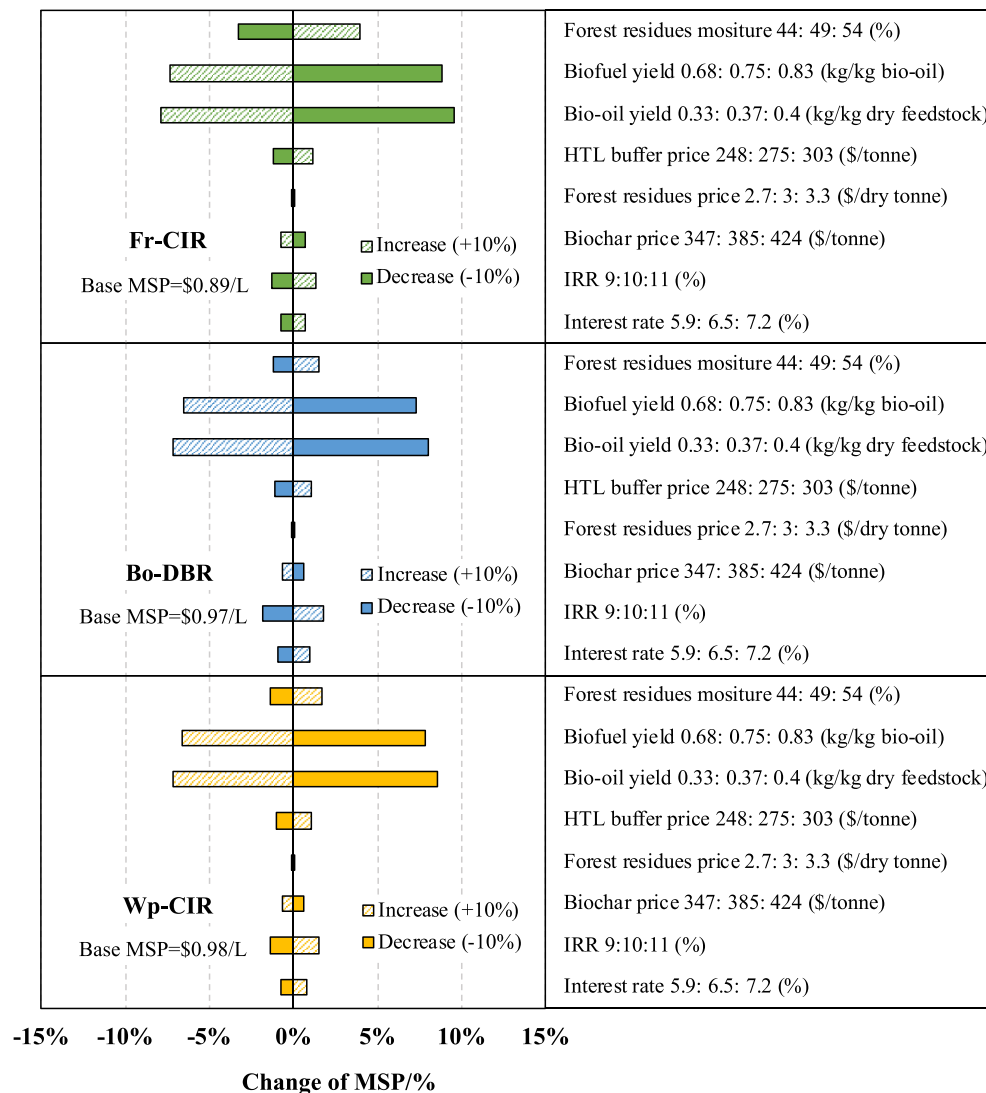 Forest residues mositure 44: 49: 54 (%)
Biofuel yield 0.68: 0.75: 0.83 (kg/kg bio-oil)
Bio-oil yield 0.33: 0.37: 0.4 (kg/kg dry feedstock)
HTL buffer price 248: 275: 303 ($/tonne)
Forest residues price 2.7: 3: 3.3 ($/dry tonne)
Fr-CIR
Increase (+10%)
Biochar price 347: 385: 424 ($/tonne)
Base MSP=$0.89/L
Decrease (-10%)
IRR 9:10:11 (%)
Interest rate 5.9: 6.5: 7.2 (%)
Forest residues mositure 44: 49: 54 (%)
Biofuel yield 0.68: 0.75: 0.83 (kg/kg bio-oil)
Bio-oil yield 0.33: 0.37: 0.4 (kg/kg dry feedstock)
HTL buffer price 248: 275: 303 ($/tonne)
Forest residues price 2.7: 3: 3.3 ($/dry tonne)
Bo-DBR
Increase (+10%)
Biochar price 347: 385: 424 ($/tonne)
Base MSP=$0.97/L
Decrease (-10%)
IRR 9:10:11 (%)
Interest rate 5.9: 6.5: 7.2 (%)
Forest residues mositure 44: 49: 54 (%)
Biofuel yield 0.68: 0.75: 0.83 (kg/kg bio-oil)
Bio-oil yield 0.33: 0.37: 0.4 (kg/kg dry feedstock)
HTL buffer price 248: 275: 303 ($/tonne)
Forest residues price 2.7: 3: 3.3 ($/dry tonne)
Wp-CIR
Increase (+10%)
Biochar price 347: 385: 424 ($/tonne)
Base MSP=$0.98/L
Decrease (-10%)
IRR 9:10:11 (%)
Interest rate 5.9: 6.5: 7.2 (%)
-15% -10% -5% 0% 5% 10% 15%
Change of MSP/%